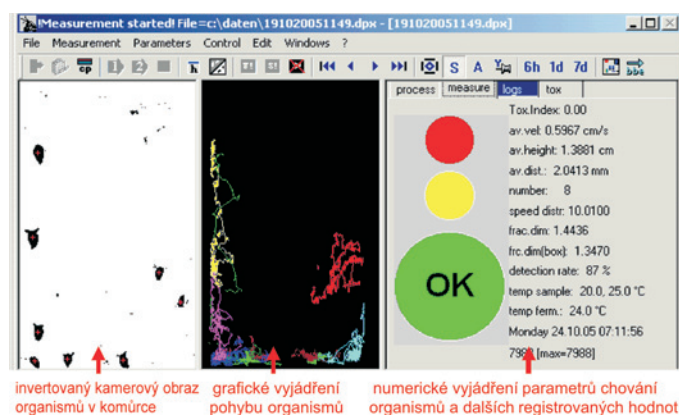 !Measurement started! File=c:\daten\191020051149.dpx - [191020051149.dpx]
File Measurement Parameters Control Edit Windows ?
cp h S A 6h 1d 7d bbe
process measure logs tox
Tox.Index: 0.00
av.vel: 0.5967 cm/s
av.height: 1.3881 cm
av.dist.: 2.0413 mm
number: 8
speed distr: 10.0100
frac.dim: 1.4436
frc.dim(box): 1.3470
detection rate: 87 %
temp sample: 20.0, 25.0 °C
temp ferm.: 24.0 °C
Monday 24.10.05 07:11:56
[max=7988]
OK
invertovaný kamerový obraz
organismů v komůrce
grafické vyjádření
pohybu organismů
numerické vyjádření parametrů chování
organismů a dalších registrovaných hodnot